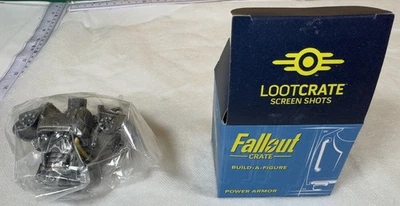 LOOTCRATE
SCREEN SHOTS
Fallout
CRATE
BUILD-A-FIGURE
POWER ARMOR